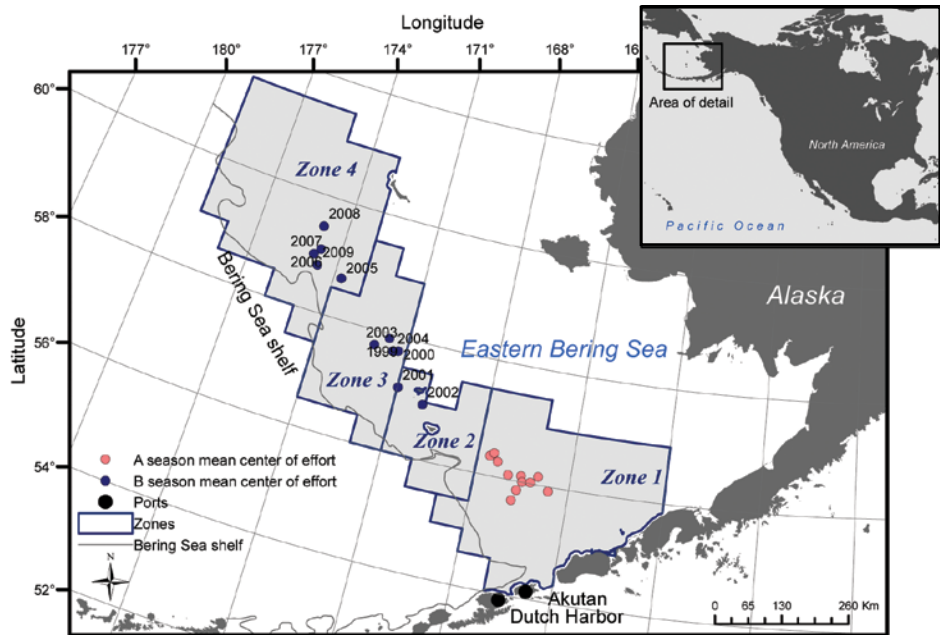 Longitude
177°
180°
177°
174°
171°
168°
16
60°
58°
56°
54°
52°
Latitude
Area of detail
North America
Pacific Ocean
Zone 4
2008
2007
2009
2006
2005
Bering Sea shelf
2003
2004
1999
2000
Zone 3
2001
2002
Zone 2
Zone 1
Eastern Bering Sea
Alaska
A season mean center of effort
B season mean center of effort
Ports
Zones
Bering Sea shelf
N
Akutan
Dutch Harbor
0 65 130 260 Km